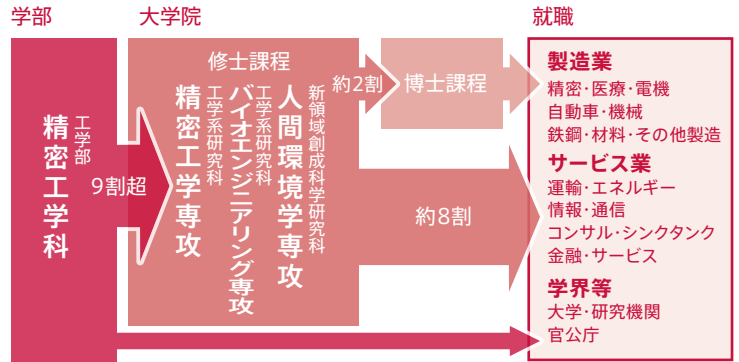 学部
大学院
就職
工学部
精密工学科
9割超
修士課程
工学系研究科
精密工学専攻
工学系研究科
バイオエンジニアリング専攻
新領域創成科学研究科
人間環境学専攻
約2割
博士課程
約8割
製造業
精密・医療・電機
自動車・機械
鉄鋼・材料・その他製造
サービス業
運輸・エネルギー
情報・通信
コンサル・シンクタンク
金融・サービス
学界等
大学・研究機関
官公庁